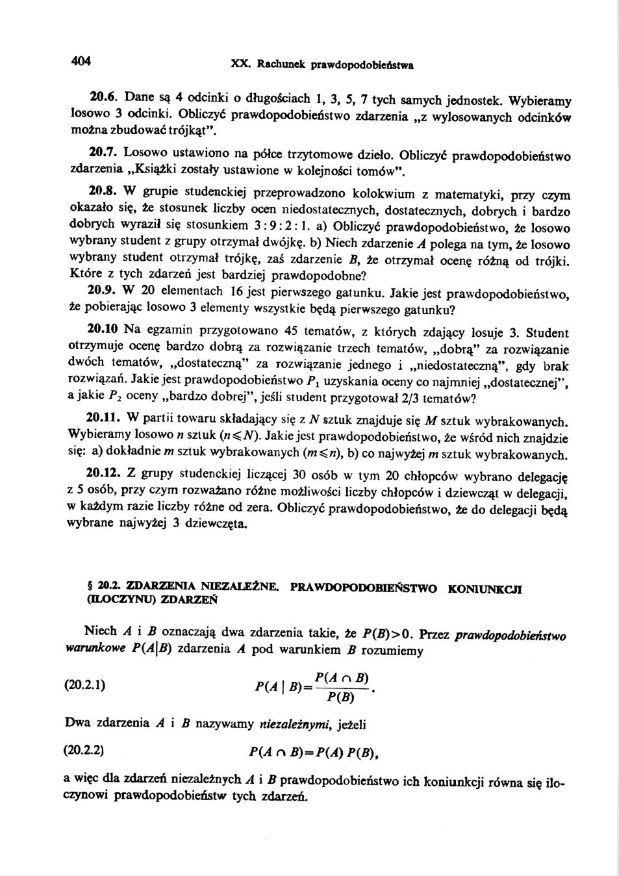 404
XX. Rachunek prawdopodobieństwa
20.6. Dane są 4 odcinki o długościach 1, 3, 5, 7 tych samych jednostek. Wybieramy
losowo 3 odcinki. Obliczyć prawdopodobieństwo zdarzenia „z wylosowanych odcinków
można zbudować trójkąt”.
20.7. Losowo ustawiono na półce trzytomowe dzieło. Obliczyć prawdopodobieństwo
zdarzenia „Książki zostały ustawione w kolejności tomów”.
20.8. W grupie studenckiej przeprowadzono kolokwium z matematyki, przy czym
okazało się, że stosunek liczby ocen niedostatecznych, dostatecznych, dobrych i bardzo
dobrych wyraził się stosunkiem 3:9:2:1. a) Obliczyć prawdopodobieństwo, że losowo
wybrany student z grupy otrzymał dwójkę. b) Niech zdarzenie A polega na tym, że losowo
wybrany student otrzymał trójkę, zaś zdarzenie B, że otrzymał ocenę różną od trójki.
Które z tych zdarzeń jest bardziej prawdopodobne?
20.9. W 20 elementach 16 jest pierwszego gatunku. Jakie jest prawdopodobieństwo,
że pobierając losowo 3 elementy wszystkie będą pierwszego gatunku?
20.10 Na egzamin przygotowano 45 tematów, z których zdający losuje 3. Student
otrzymuje ocenę bardzo dobrą za rozwiązanie trzech tematów, „dobrą” za rozwiązanie
dwóch tematów, „dostateczną” za rozwiązanie jednego i „niedostateczną”, gdy brak
rozwiązań. Jakie jest prawdopodobieństwo P₁ uzyskania oceny co najmniej „dostatecznej”,
a jakie P₂ oceny „bardzo dobrej”, jeśli student przygotował 2/3 tematów?
20.11. W partii towaru składający się z N sztuk znajduje się M sztuk wybrakowanych.
Wybieramy losowo n sztuk (n⩽N). Jakie jest prawdopodobieństwo, że wśród nich znajdzie
się: a) dokładnie m sztuk wybrakowanych (m⩽n), b) co najwyżej m sztuk wybrakowanych.
20.12. Z grupy studenckiej liczącej 30 osób w tym 20 chłopców wybrano delegację
z 5 osób, przy czym rozważano różne możliwości liczby chłopców i dziewcząt w delegacji,
w każdym razie liczby różne od zera. Obliczyć prawdopodobieństwo, że do delegacji będą
wybrane najwyżej 3 dziewczęta.
§ 20.2. ZDARZENIA NIEZALEŻNE. PRAWDOPODOBIEŃSTWO KONIUNKCJI
(ILOCZYNU) ZDARZEŃ
Niech A i B oznaczają dwa zdarzenia takie, że P(B)>0. Przez prawdopodobieństwo
warunkowe P(A|B) zdarzenia A pod warunkiem B rozumiemy
(20.2.1) P(A | B)= P(A ∩ B) / P(B) .
Dwa zdarzenia A i B nazywamy niezależnymi, jeżeli
(20.2.2) P(A ∩ B)=P(A) P(B),
a więc dla zdarzeń niezależnych A i B prawdopodobieństwo ich koniunkcji równa się ilo-
czynowi prawdopodobieństw tych zdarzeń.